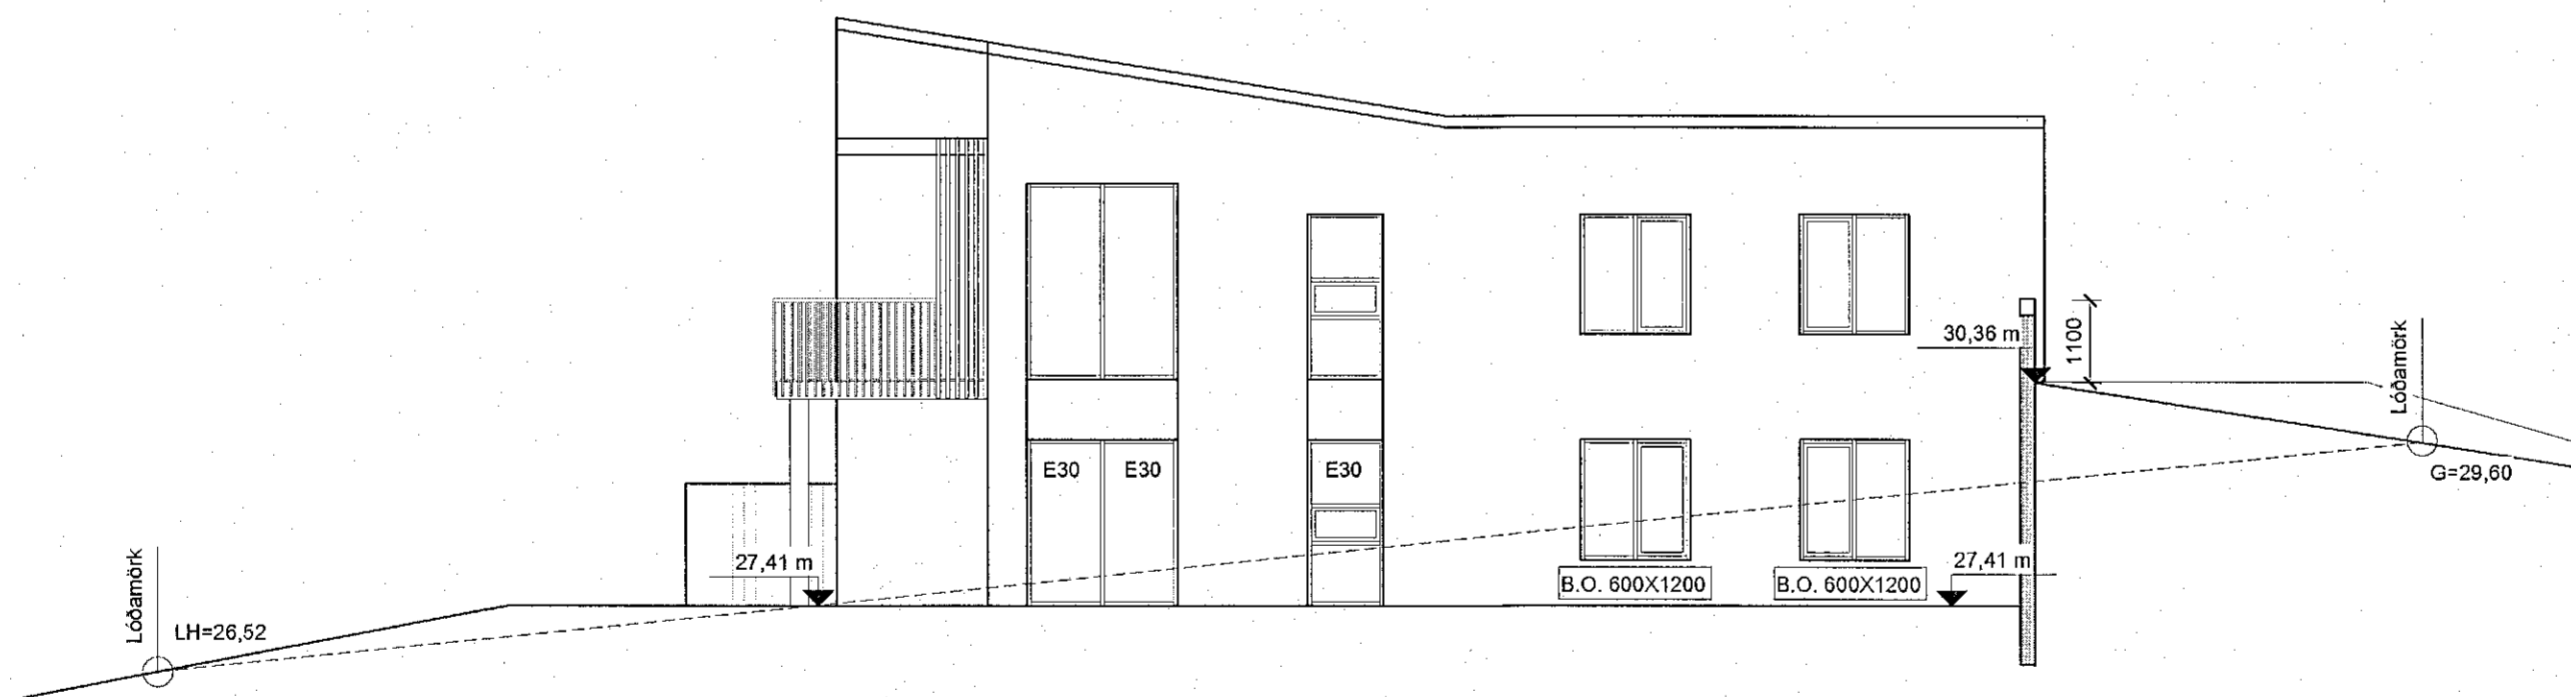 Lóðamörk
30,36 m
1100
E30
E30
E30
G=29,60
27,41 m
27,41 m
B.O. 600X1200
B.O. 600X1200
Lóðamörk
LH=26,52